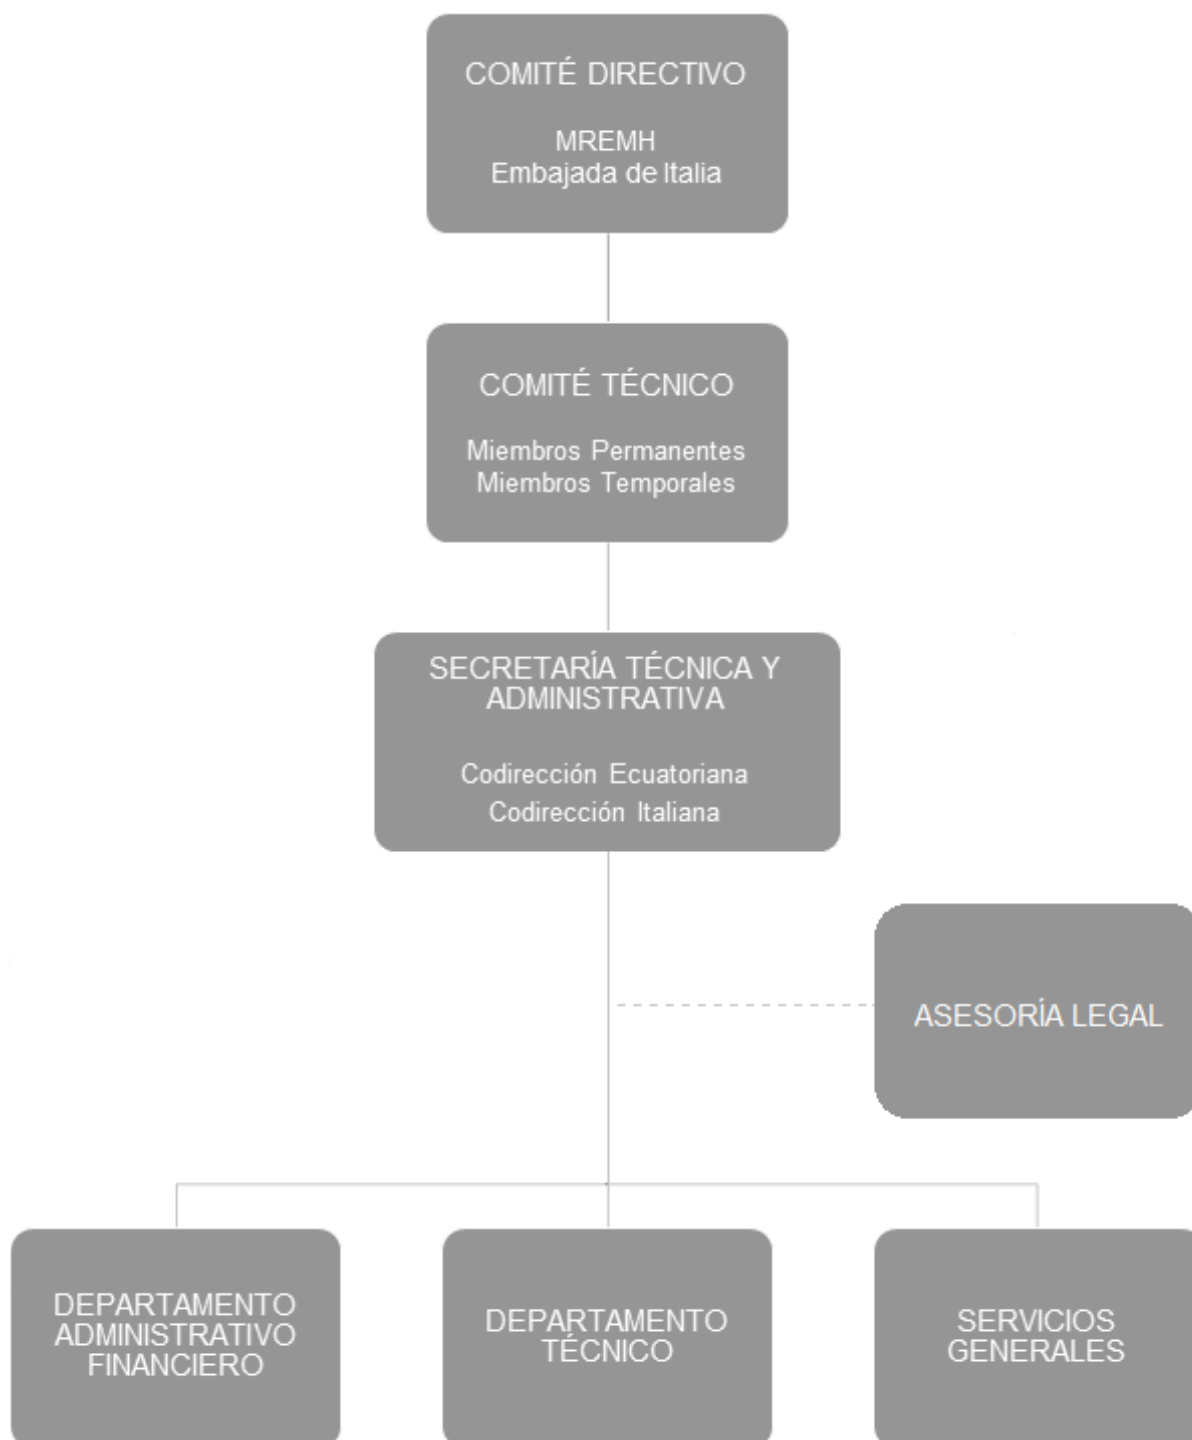 COMITÉ DIRECTIVO
MREMH
Embajada de Italia
COMITÉ TÉCNICO
Miembros Permanentes
Miembros Temporales
SECRETARÍA TÉCNICA Y
ADMINISTRATIVA
Codirección Ecuatoriana
Codirección Italiana
ASESORÍA LEGAL
DEPARTAMENTO
ADMINISTRATIVO
FINANCIERO
DEPARTAMENTO
TÉCNICO
SERVICIOS
GENERALES